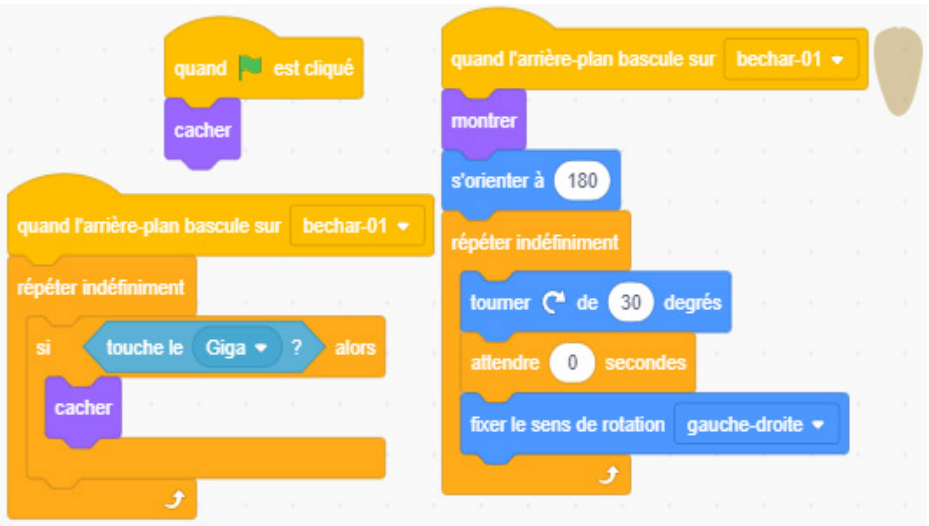 quand est cliqué
cacher
quand l'arrière-plan bascule sur bechar-01
répéter indéfiniment
si touche le Giga ? alors
cacher
quand l'arrière-plan bascule sur bechar-01
montrer
s'orienter à 180
répéter indéfiniment
tourner de 30 degrés
attendre 0 secondes
fixer le sens de rotation gauche-droite